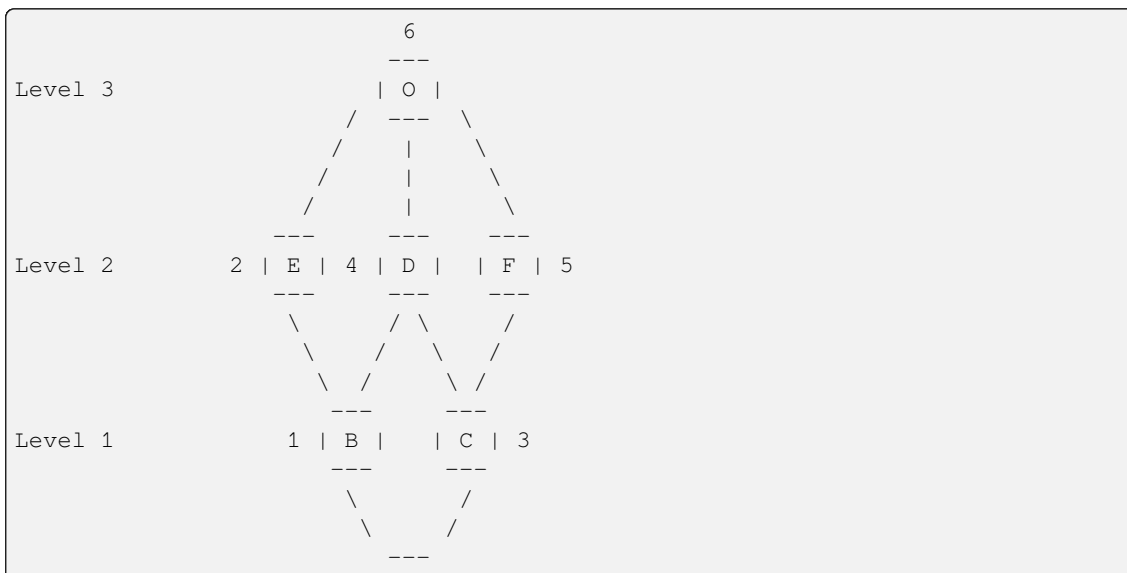 6
                          ---
Level 3                  | O |
                       /  ---  \
                      /    |    \
                     /     |     \
                    /      |      \
                  ---     ---    ---
Level 2        2 | E | 4 | D |  | F | 5
                  ---     ---    ---
                   \      / \     /
                    \    /   \   /
                     \  /     \ /
                      ---     ---
Level 1            1 | B |   | C | 3
                      ---     ---
                       \       /
                        \     /
                          ---